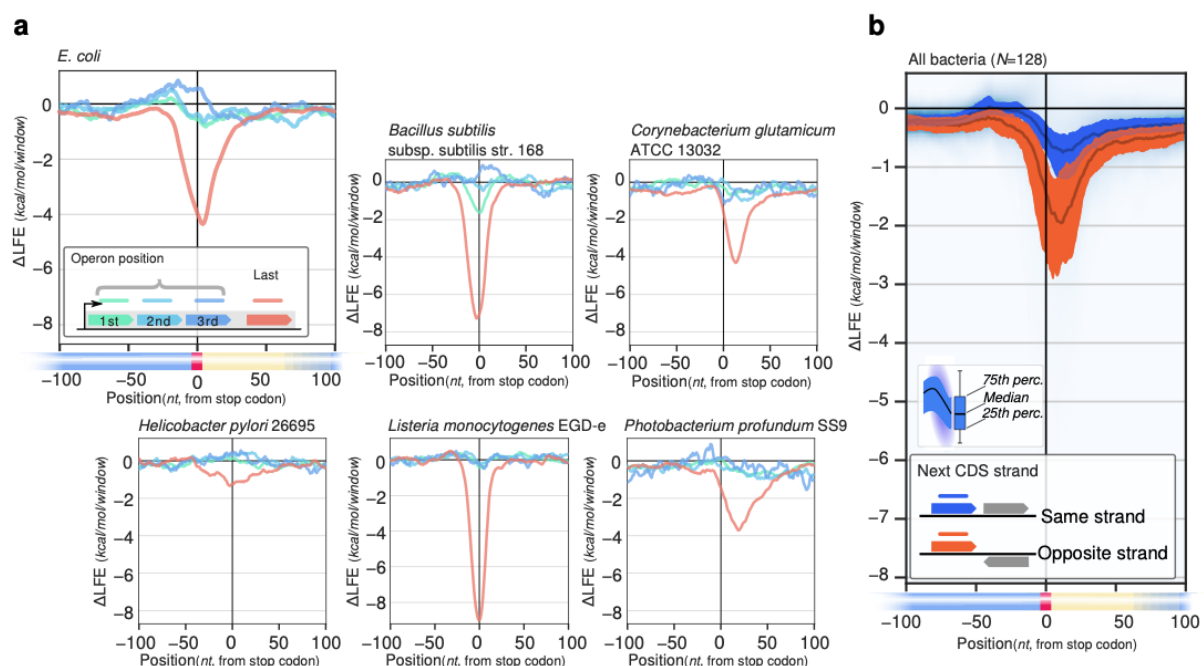 a
E. coli
0
−2
−4
−6
−8
ΔLFE (kcal/mol/window)
Operon position
Last
1st
2nd
3rd
-100
−50
0
50
100
Position(nt, from stop codon)
Bacillus subtilis
subsp. subtilis str. 168
0
−2
−4
−6
−8
ΔLFE (kcal/mol/window)
−100
−50
0
50
100
Position(nt, from stop codon)
Corynebacterium glutamicum
ATCC 13032
0
−2
−4
−6
−8
ΔLFE (kcal/mol/window)
−100
−50
0
50
100
Position(nt, from stop codon)
Helicobacter pylori 26695
0
−2
−4
−6
−8
ΔLFE (kcal/mol/window)
−100
−50
0
50
100
Position(nt, from stop codon)
Listeria monocytogenes EGD-e
0
−2
−4
−6
−8
ΔLFE (kcal/mol/window)
−100
−50
0
50
100
Position(nt, from stop codon)
Photobacterium profundum SS9
0
−2
−4
−6
−8
ΔLFE (kcal/mol/window)
−100
−50
0
50
100
Position(nt, from stop codon)
b
All bacteria (N=128)
−0
−1
−2
−3
−4
−5
−6
−7
−8
ΔLFE (kcal/mol/window)
75th perc.
Median
25th perc.
Next CDS strand
Same strand
Opposite strand
-100
−50
0
50
100
Position(nt, from stop codon)